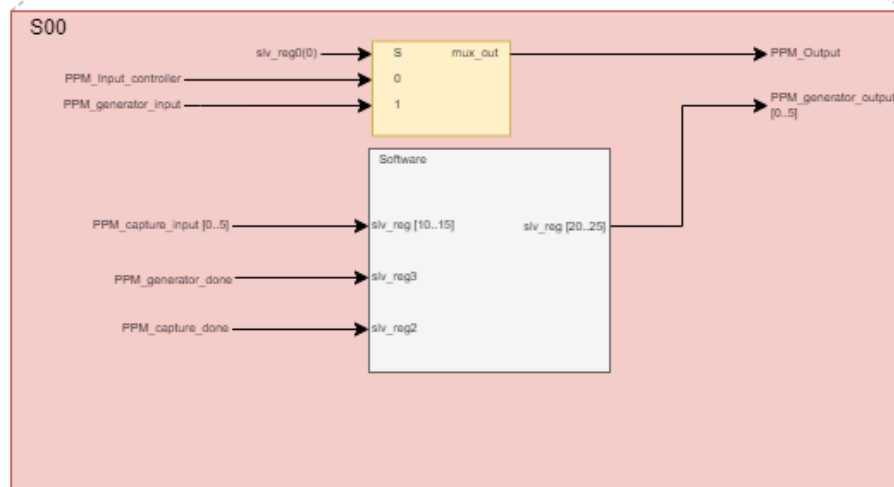 S00
slv_reg0(0)
S
mux_out
PPM_Output
PPM_Input_controller
0
PPM_generator_input
1
PPM_generator_output
[0..5]
Software
PPM_capture_input [0..5]
slv_reg [10..15]
slv_reg [20..25]
PPM_generator_done
slv_reg3
PPM_capture_done
slv_reg2